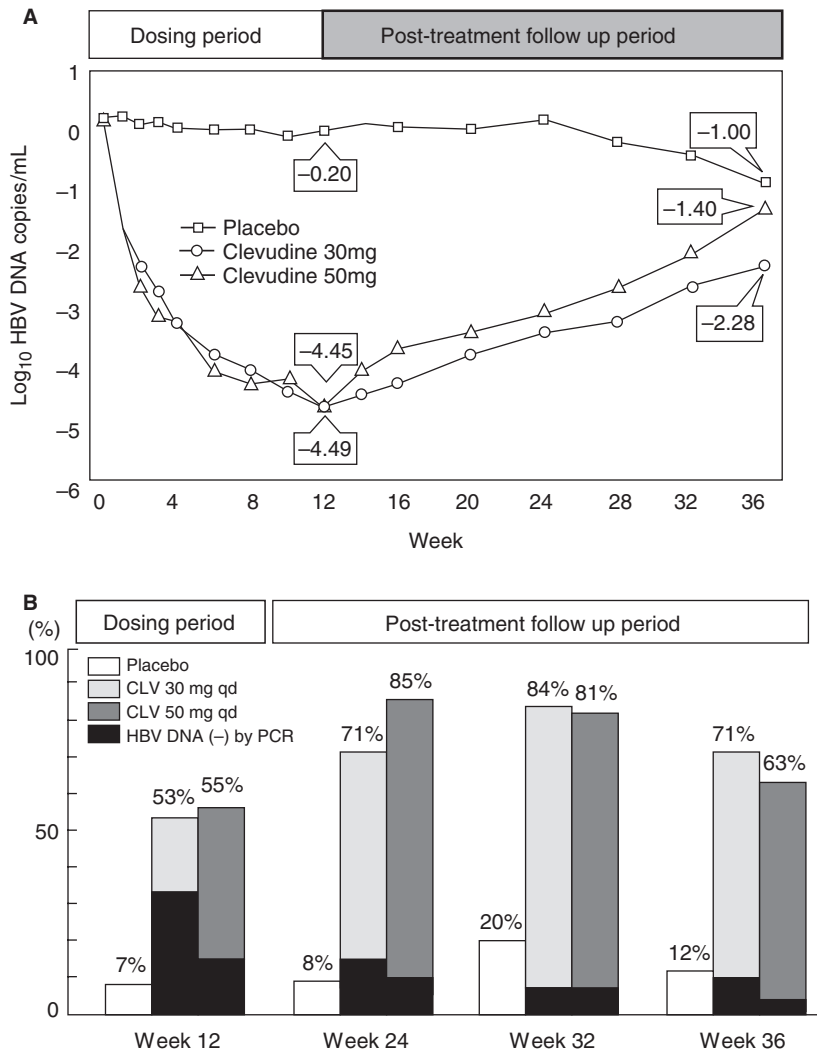 A
Dosing period Post-treatment follow up period
1
0
–1
–2
–3
–4
–5
–6
Log10 HBV DNA copies/mL
–1.00
–0.20
–1.40
Placebo
Clevudine 30mg
Clevudine 50mg
–2.28
–4.45
–4.49
0 4 8 12 16 20 24 28 32 36
Week
B
(%)
Dosing period Post-treatment follow up period
100
50
0
Placebo
CLV 30 mg qd
CLV 50 mg qd
HBV DNA (–) by PCR
7% 53% 55%
8% 71% 85%
20% 84% 81%
12% 71% 63%
Week 12 Week 24 Week 32 Week 36